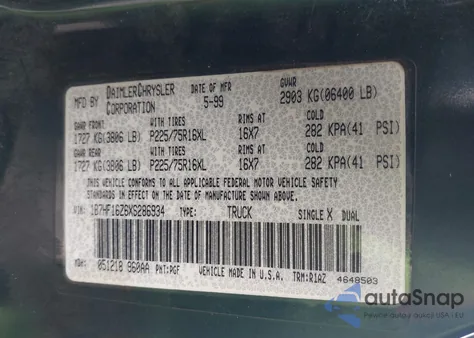 MFD BY DAIMLERCHRYSLER CORPORATION DATE OF MFR 5-99 GVWR 2903 KG(06400 LB)
GAWR FRONT WITH TIRES RIMS AT COLD
1727 KG(3806 LB) P225/75R16XL 16X7 282 KPA(41 PSI)
GAWR REAR WITH TIRES RIMS AT COLD
1727 KG(3806 LB) P225/75R16XL 16X7 282 KPA(41 PSI)
THIS VEHICLE CONFORMS TO ALL APPLICABLE FEDERAL MOTOR VEHICLE SAFETY
STANDARDS IN EFFECT ON THE DATE OF MANUFACTURE SHOWN ABOVE.
VIN: 1B7HF16Z6XS286934 TYPE: TRUCK SINGLE X DUAL
MDH: 051218 960AA PNT: PGF VEHICLE MADE IN U.S.A. TRM: R1AZ 4648503
autoSnap